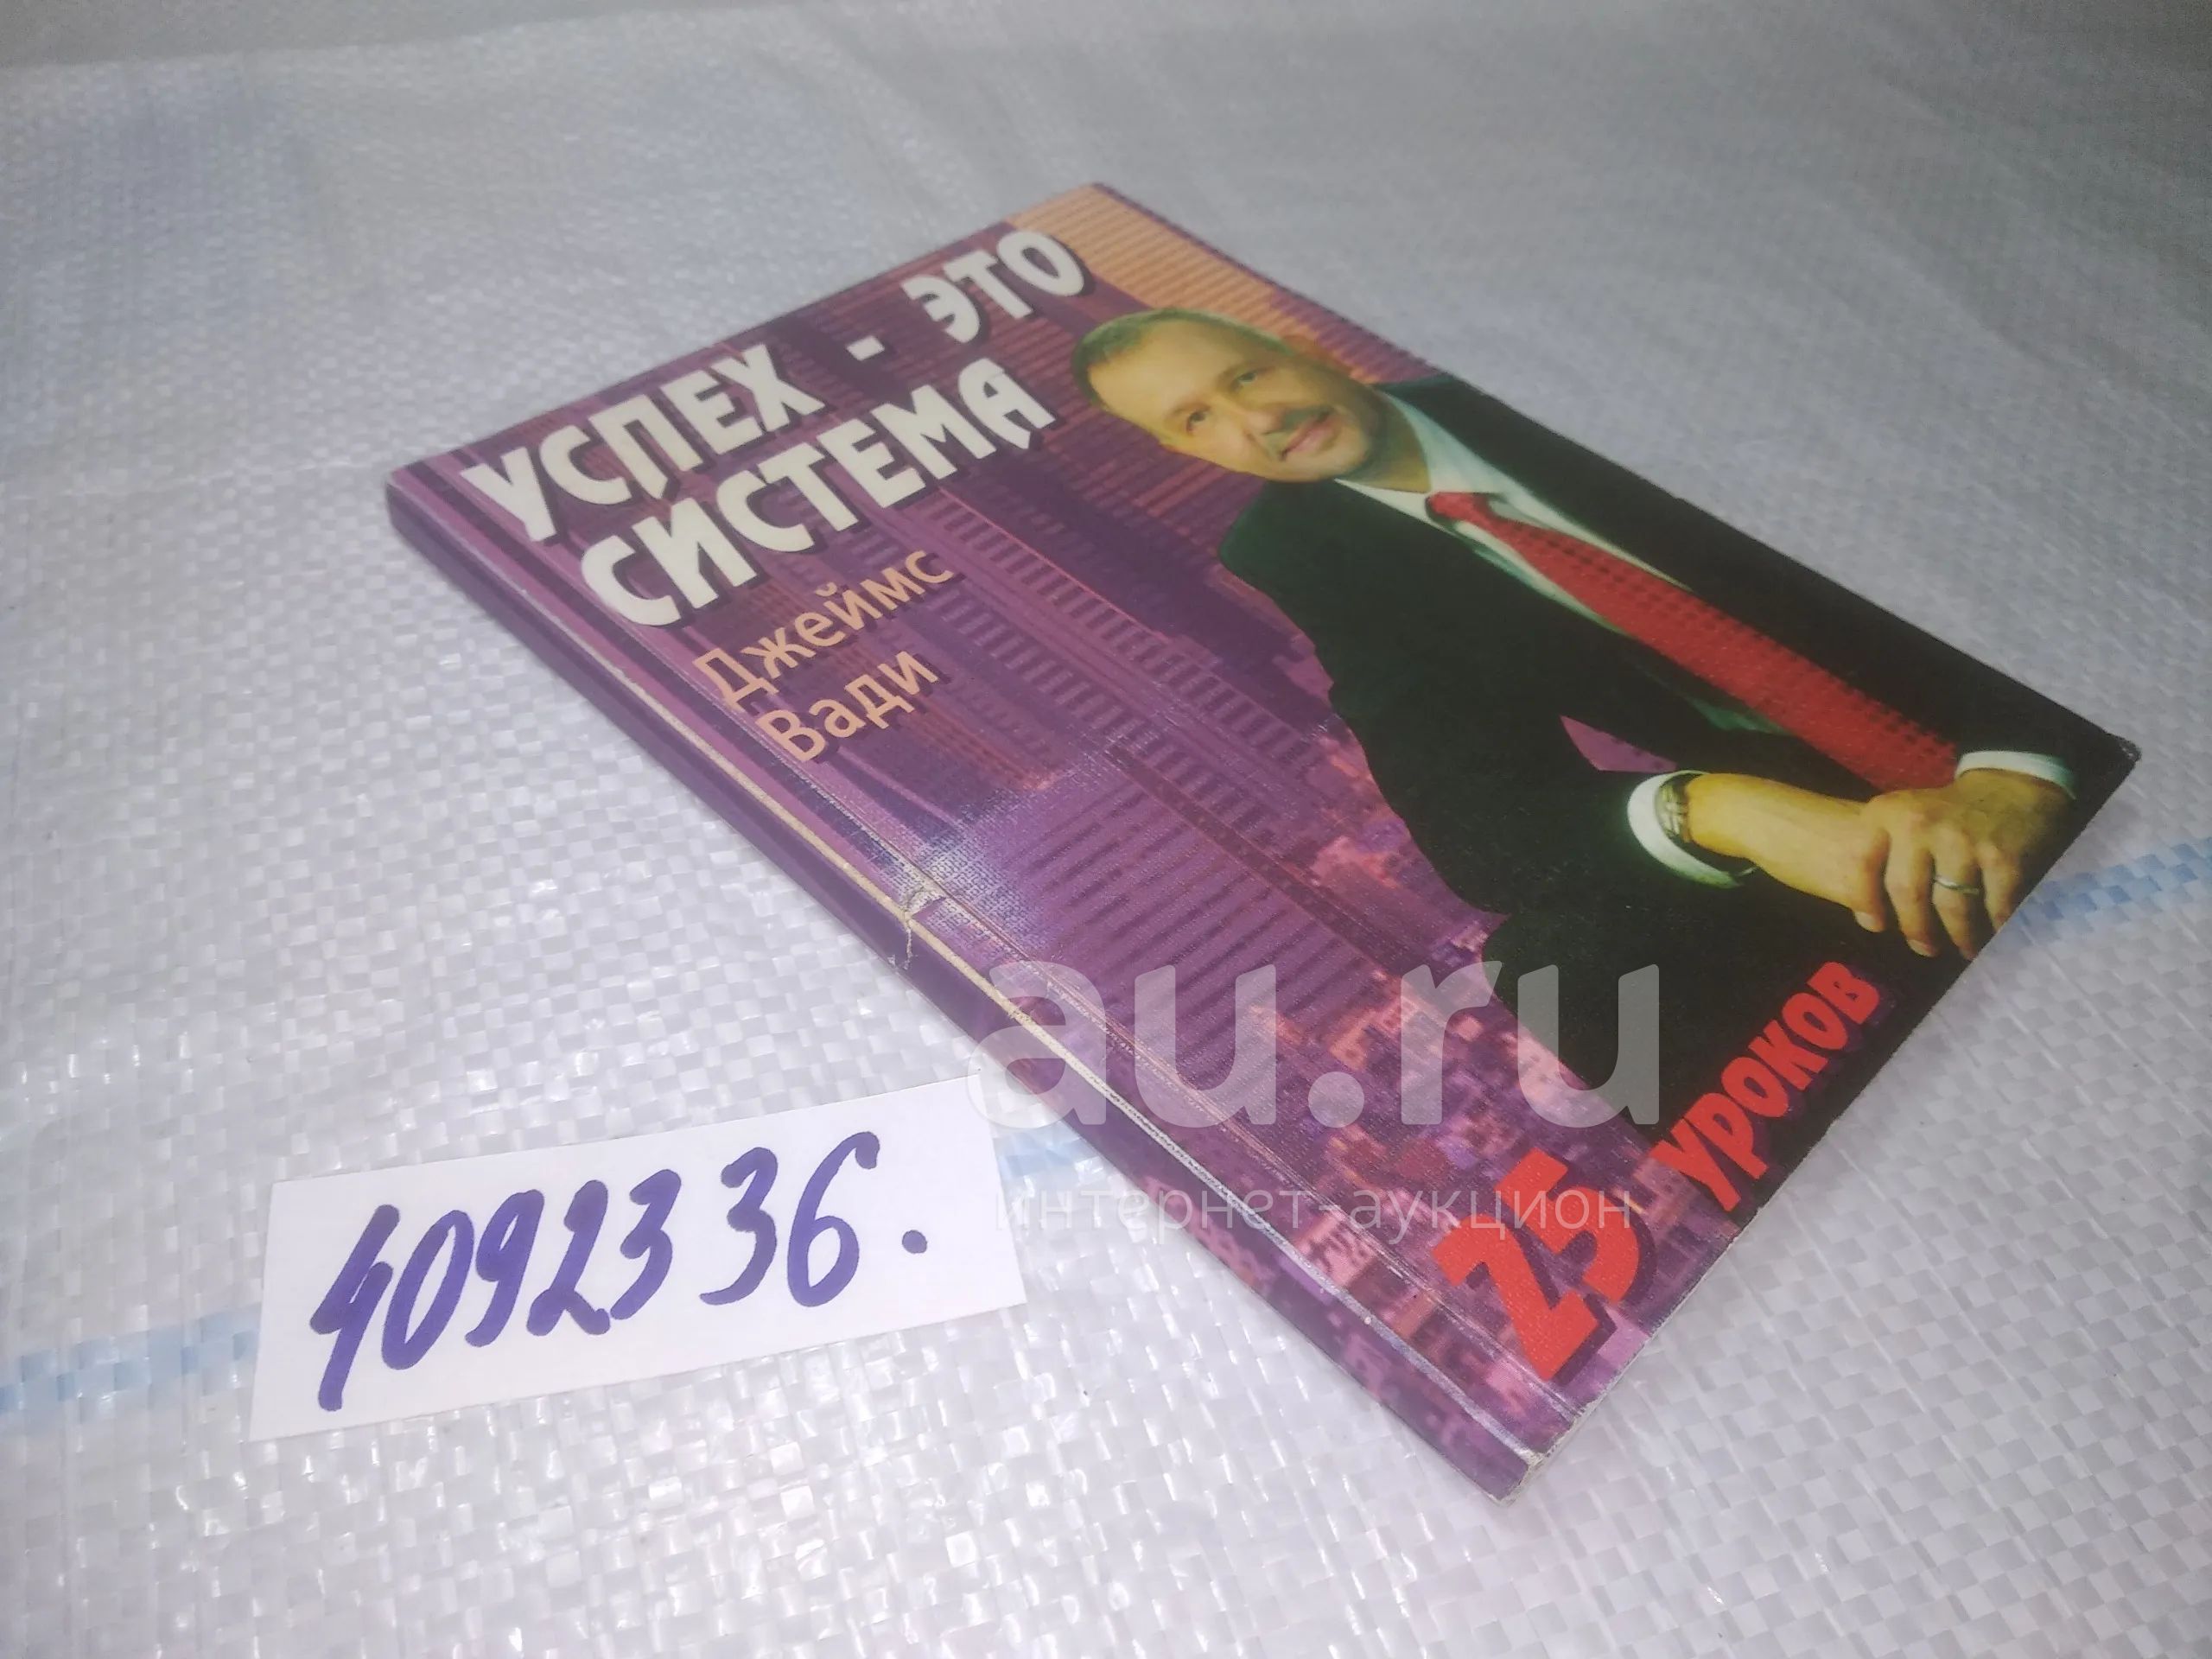 УСПЕХ - ЭТО
СИСТЕМА
Джеймс
Вади
25 УРОКОВ
au.ru
интернет-аукцион
4092336.